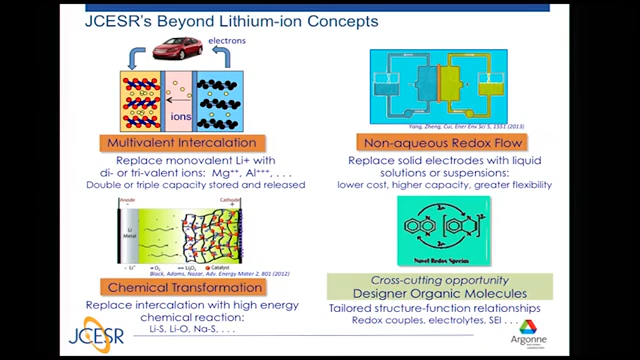 JCESR's Beyond Lithium-ion Concepts
electrons
ions
Multivalent Intercalation
Replace monovalent Li+ with
di- or tri-valent ions: Mg++, Al+++, . . . .
Double or triple capacity stored and released
Yang, Zheng, Cui, Ener Env Sci 5, 1551 (2013)
Non-aqueous Redox Flow
Replace solid electrodes with liquid
solutions or suspensions:
lower cost, higher capacity, greater flexibility
Anode
Cathode
Li
Metal
Li+
O2
Li2O2
Catalyst
Black, Adams, Nazar, Adv. Energy Mater 2, 801 (2012)
Chemical Transformation
Replace intercalation with high energy
chemical reaction:
Li-S, Li-O, Na-S, . . .
Novel Redox Species
Cross-cutting opportunity
Designer Organic Molecules
Tailored structure-function relationships
Redox couples, electrolytes, SEI . . .
JCESR
Argonne